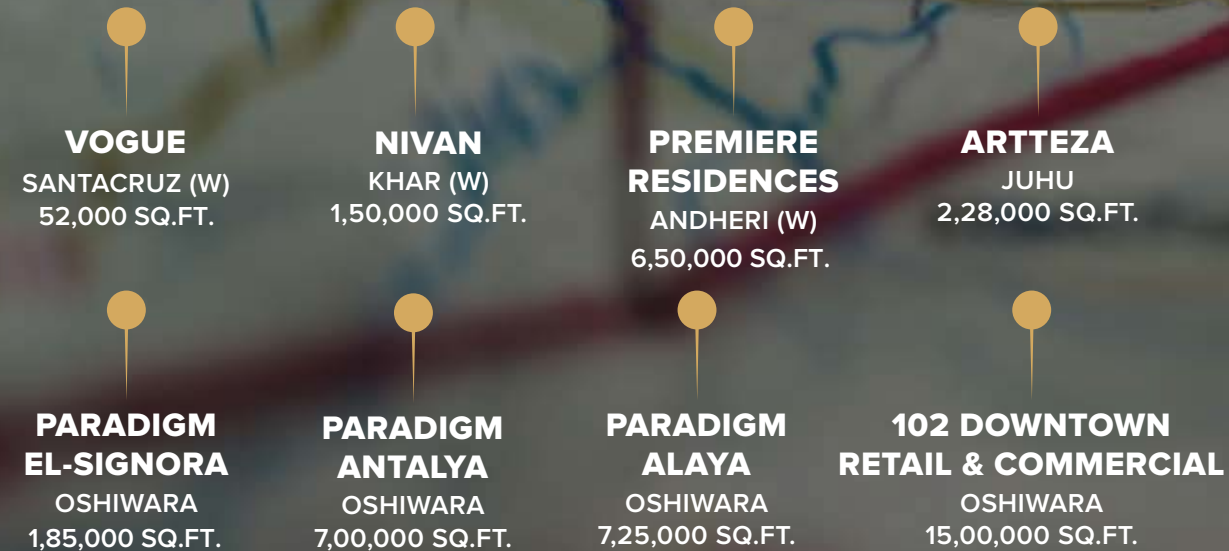 VOGUE
SANTACRUZ (W)
52,000 SQ.FT.
NIVAN
KHAR (W)
1,50,000 SQ.FT.
PREMIERE
RESIDENCES
ANDHERI (W)
6,50,000 SQ.FT.
ARTTEZA
JUHU
2,28,000 SQ.FT.
PARADIGM
EL-SIGNORA
OSHIWARA
1,85,000 SQ.FT.
PARADIGM
ANTALYA
OSHIWARA
7,00,000 SQ.FT.
PARADIGM
ALAYA
OSHIWARA
7,25,000 SQ.FT.
102 DOWNTOWN
RETAIL & COMMERCIAL
OSHIWARA
15,00,000 SQ.FT.